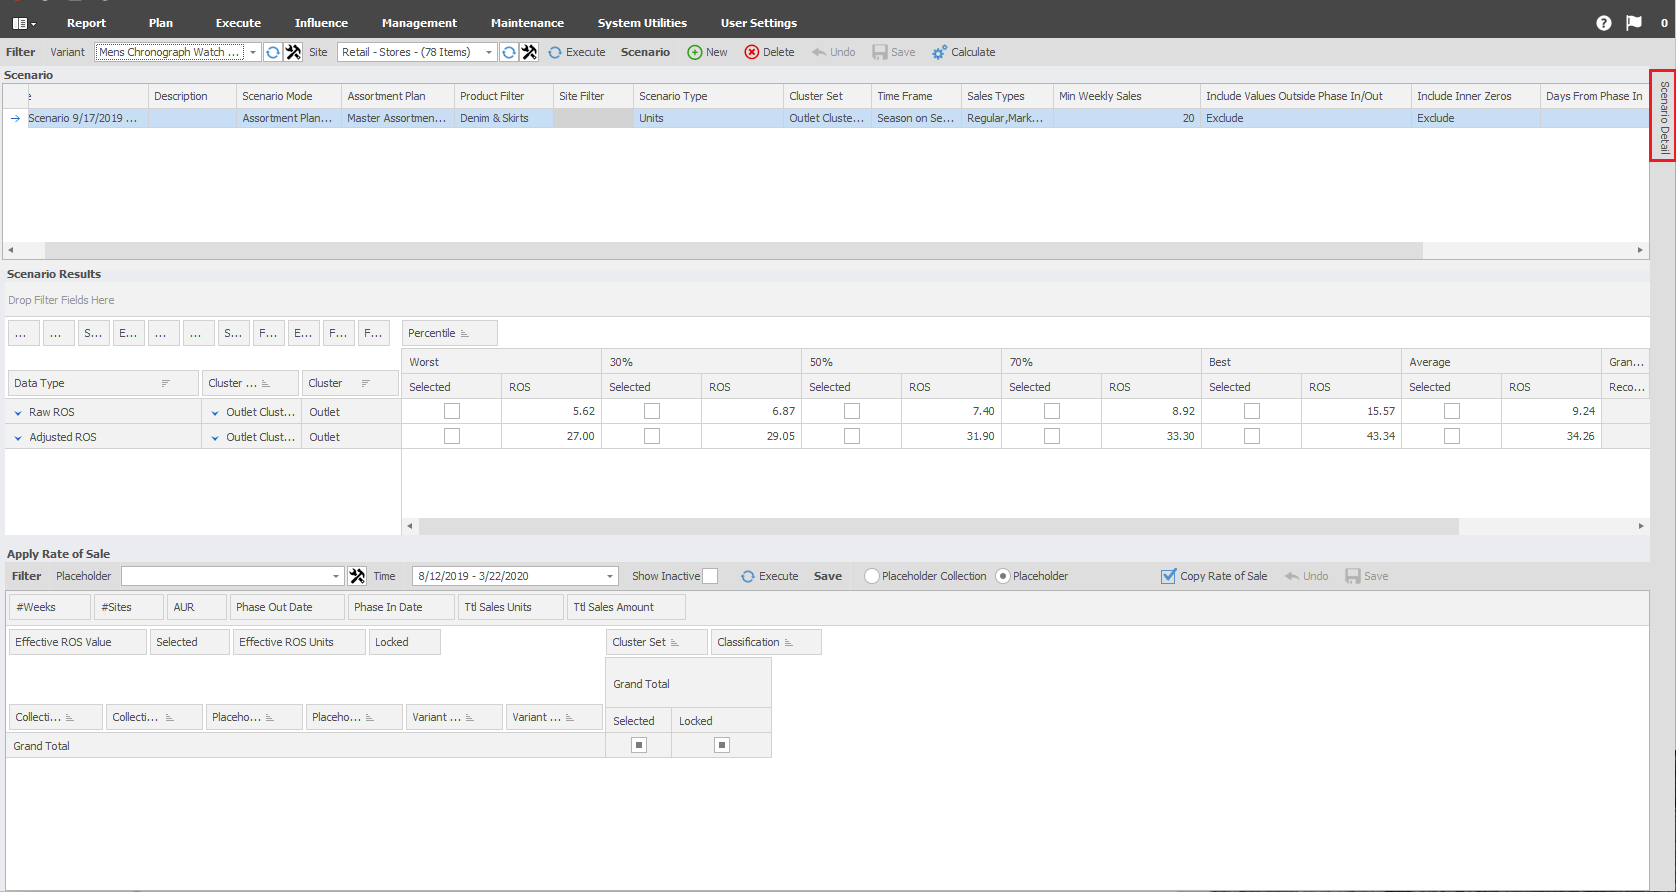 Report Plan Execute Influence Management Maintenance System Utilities User Settings 0
Filter Variant Mens Chronograph Watch ... Site Retail - Stores - (78 Items) Execute Scenario New Delete Undo Save Calculate
Scenario
Description Scenario Mode Assortment Plan Product Filter Site Filter Scenario Type Cluster Set Time Frame Sales Types Min Weekly Sales Include Values Outside Phase In/Out Include Inner Zeros Days From Phase In
Scenario 9/17/2019 ... Assortment Plan... Master Assortmen... Denim & Skirts Units Outlet Cluste... Season on Se... Regular,Mark... 20 Exclude Exclude
Scenario Detail
Scenario Results
Drop Filter Fields Here
... ... S... E... ... ... S... F... E... F... F... Percentile
Worst 30% 50% 70% Best Average Gran...
Data Type Cluster ... Cluster Selected ROS Selected ROS Selected ROS Selected ROS Selected ROS Selected ROS Reco...
Raw ROS Outlet Clust... Outlet 5.62 6.87 7.40 8.92 15.57 9.24
Adjusted ROS Outlet Clust... Outlet 27.00 29.05 31.90 33.30 43.34 34.26
Apply Rate of Sale
Filter Placeholder Time 8/12/2019 - 3/22/2020 Show Inactive Execute Save Placeholder Collection Placeholder Copy Rate of Sale Undo Save
#Weeks #Sites AUR Phase Out Date Phase In Date Ttl Sales Units Ttl Sales Amount
Effective ROS Value Selected Effective ROS Units Locked Cluster Set Classification
Grand Total
Collecti... Collecti... Placeho... Placeho... Variant ... Variant ... Selected Locked
Grand Total